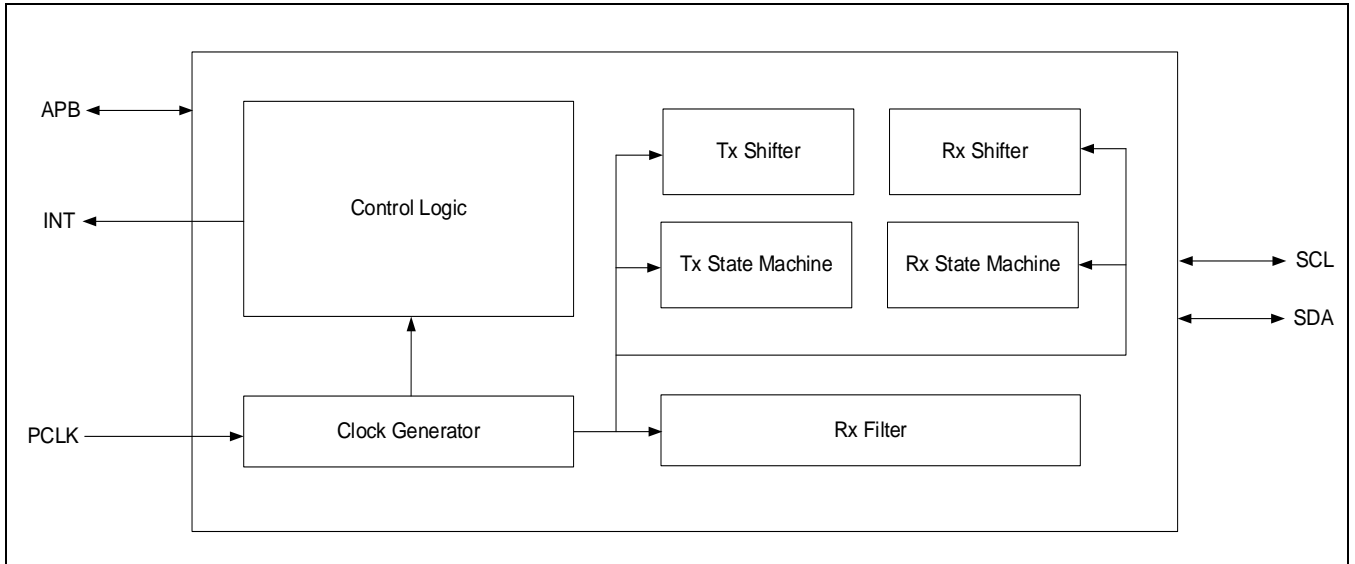 APB
INT
PCLK
Control Logic
Clock Generator
Tx Shifter
Rx Shifter
Tx State Machine
Rx State Machine
Rx Filter
SCL
SDA